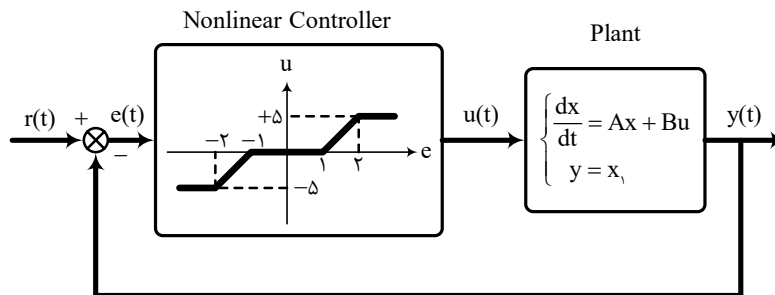 Nonlinear Controller
Plant
r(t)
+
−
e(t)
u
+۵
−۲
−۱
۱
۲
e
−۵
u(t)
dx/dt = Ax + Bu
y = x₁
y(t)